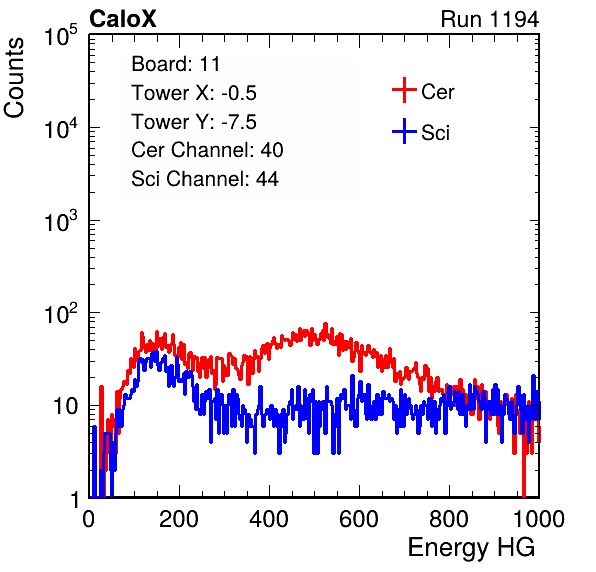 CaloX Run 1194
Counts
10^5
10^4
10^3
10^2
10
1
Board: 11
Tower X: -0.5
Tower Y: -7.5
Cer Channel: 40
Sci Channel: 44
Cer
Sci
0 200 400 600 800 1000
Energy HG